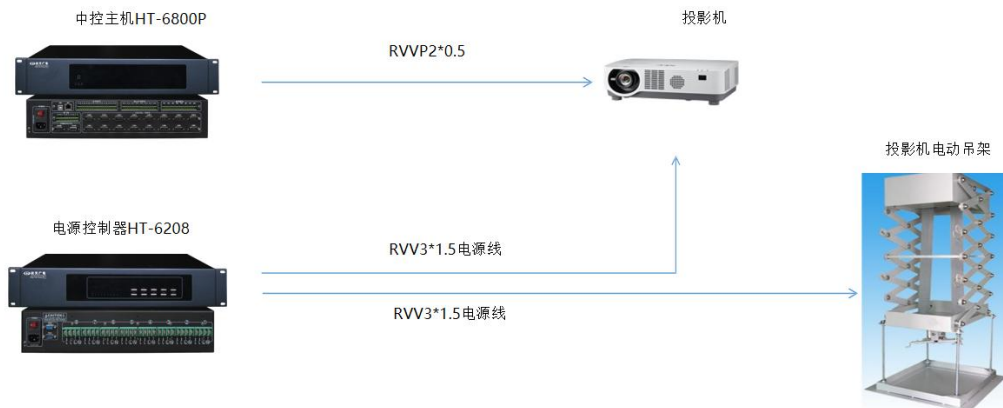 中控主机HT-6800P
投影机
RVVP2*0.5
投影机电动吊架
电源控制器HT-6208
RVV3*1.5电源线
RVV3*1.5电源线